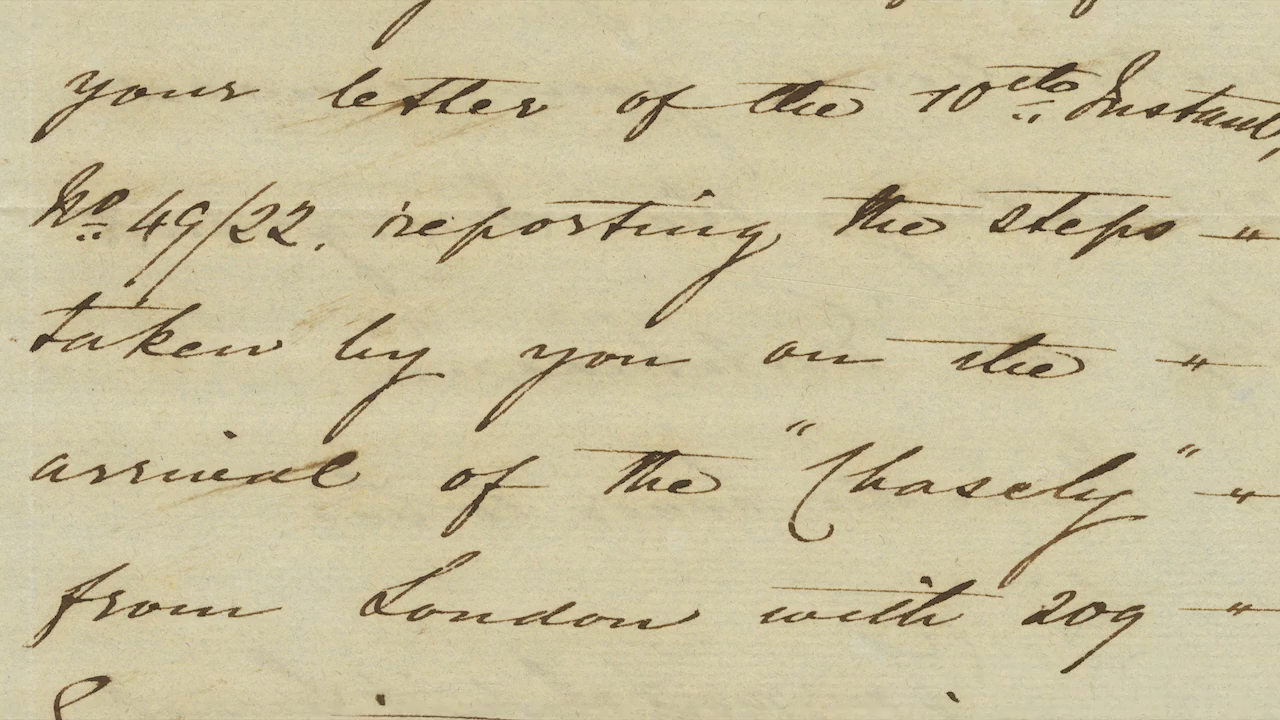 your letter of the 10th Instant,
No. 49/22. reporting the steps "
taken by you on the "
arrival of the "Chasely" "
from London with 209 "